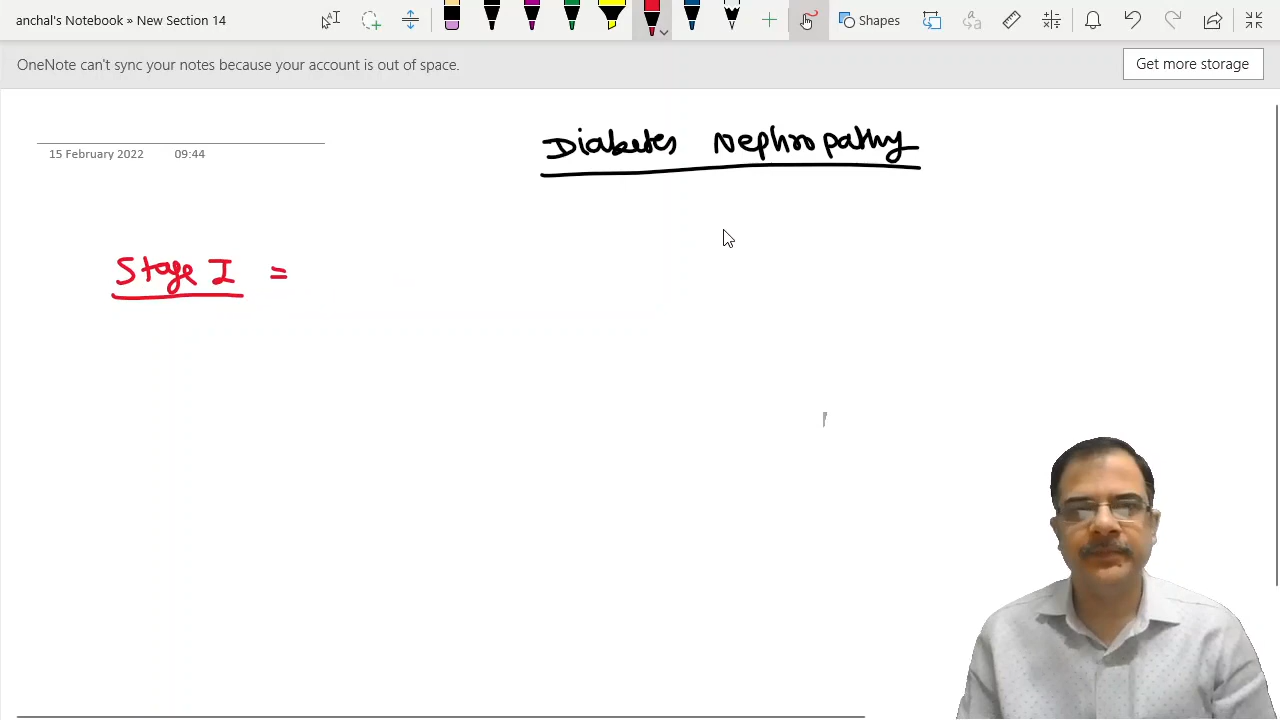 anchal's Notebook » New Section 14
Shapes
OneNote can't sync your notes because your account is out of space.
Get more storage
Diabetes Nephropathy
15 February 2022 09:44
Stage I =